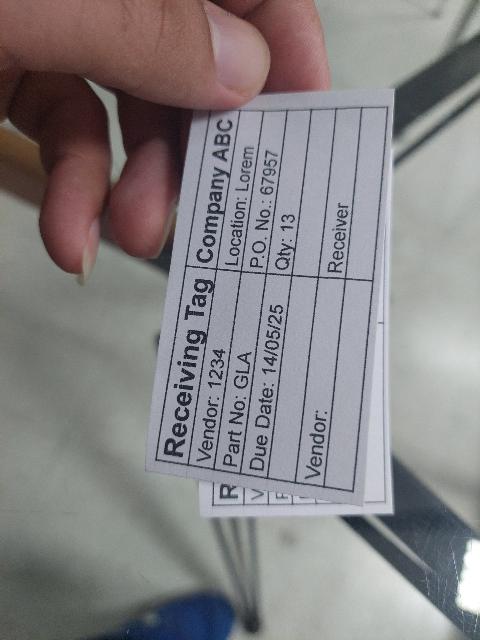 Receiving Tag Company ABC
Vendor: 1234 Location: Lorem
Part No: GLA P.O. No.: 67957
Due Date: 14/05/25 Qty: 13
Vendor: Receiver
R
V